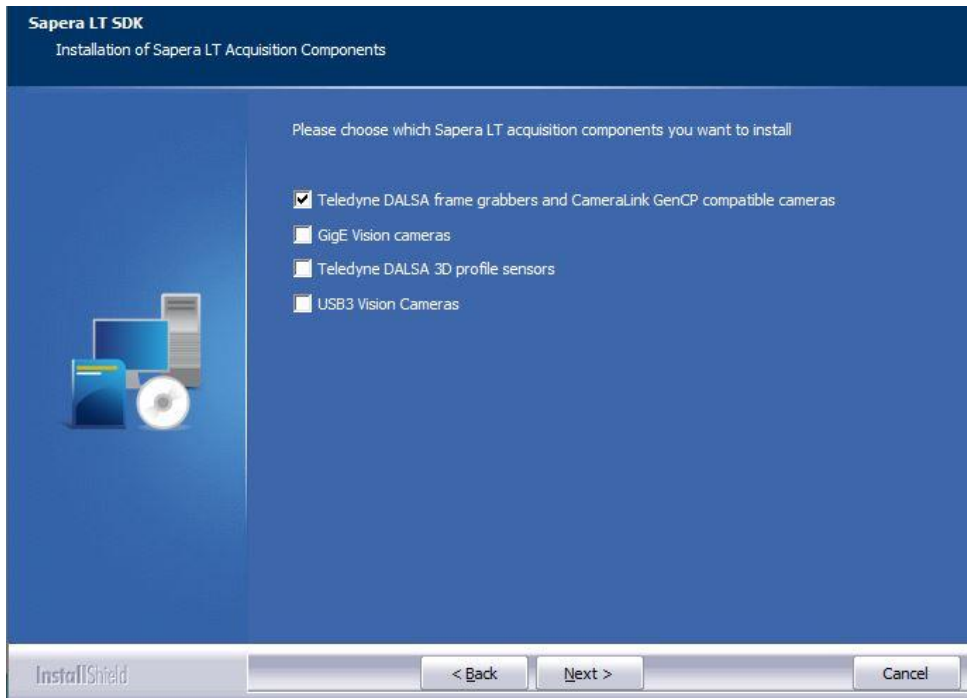 Sapera LT SDK
Installation of Sapera LT Acquisition Components
Please choose which Sapera LT acquisition components you want to install
Teledyne DALSA frame grabbers and CameraLink GenCP compatible cameras
GigE Vision cameras
Teledyne DALSA 3D profile sensors
USB3 Vision Cameras
InstallShield
< Back
Next >
Cancel